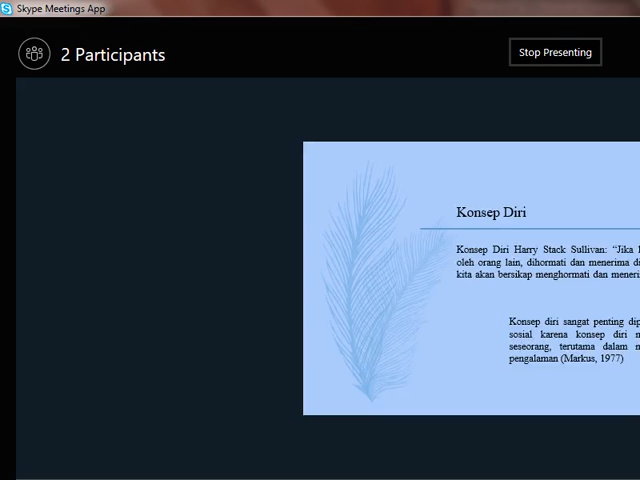 Skype Meetings App
2 Participants
Stop Presenting
Konsep Diri
Konsep Diri Harry Stack Sullivan: “Jika
oleh orang lain, dihormati dan menerima
kita akan bersikap menghormati dan
Konsep diri sangat penting
sosial karena konsep diri
seseorang, terutama dalam
pengalaman (Markus, 1977)